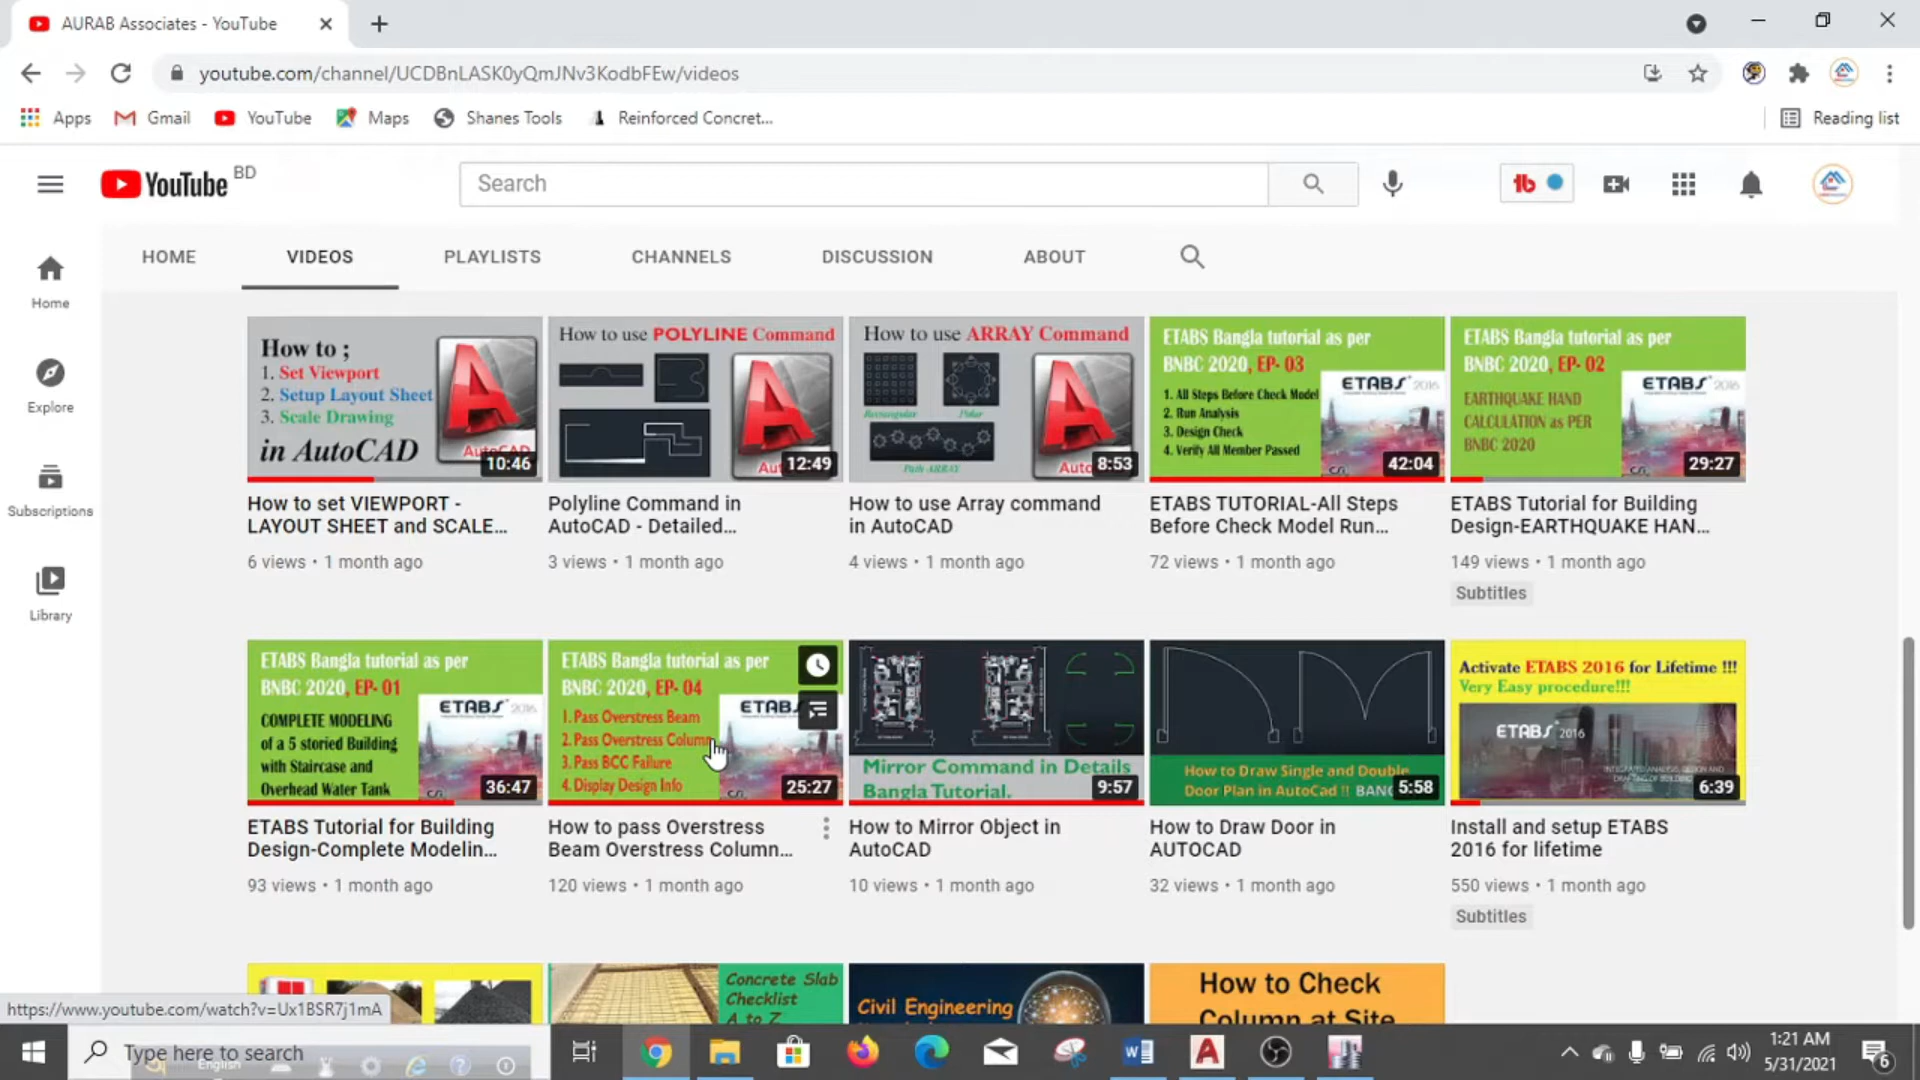 AURAB Associates - YouTube
youtube.com/channel/UCDBnLASK0yQmJNv3KodbFEw/videos
Apps Gmail YouTube Maps Shanes Tools Reinforced Concret... Reading list
YouTube BD Search
HOME VIDEOS PLAYLISTS CHANNELS DISCUSSION ABOUT
Home
Explore
Subscriptions
Library
How to ;
1. Set Viewport
2. Setup Layout Sheet
3. Scale Drawing
in AutoCAD
10:46
How to set VIEWPORT -
LAYOUT SHEET and SCALE...
6 views • 1 month ago
How to use POLYLINE Command
12:49
Polyline Command in
AutoCAD - Detailed...
3 views • 1 month ago
How to use ARRAY Command
Rectangular Polar
Path ARRAY
8:53
How to use Array command
in AutoCAD
4 views • 1 month ago
ETABS Bangla tutorial as per
BNBC 2020, EP- 03
1. All Steps Before Check Model
2. Run Analysis
3. Design Check
4. Verify All Member Passed
ETABS 2016
42:04
ETABS TUTORIAL-All Steps
Before Check Model Run...
72 views • 1 month ago
ETABS Bangla tutorial as per
BNBC 2020, EP- 02
EARTHQUAKE HAND
CALCULATION as PER
BNBC 2020
ETABS 2016
29:27
ETABS Tutorial for Building
Design-EARTHQUAKE HAN...
149 views • 1 month ago
Subtitles
ETABS Bangla tutorial as per
BNBC 2020, EP- 01
COMPLETE MODELING
of a 5 storied Building
with Staircase and
Overhead Water Tank
ETABS 2016
36:47
ETABS Tutorial for Building
Design-Complete Modelin...
93 views • 1 month ago
ETABS Bangla tutorial as per
BNBC 2020, EP- 04
1. Pass Overstress Beam
2. Pass Overstress Column
3. Pass BCC Failure
4. Display Design Info
ETABS
25:27
How to pass Overstress
Beam Overstress Column...
120 views • 1 month ago
Mirror Command in Details
Bangla Tutorial.
9:57
How to Mirror Object in
AutoCAD
10 views • 1 month ago
How to Draw Single and Double
Door Plan in AutoCad !!
5:58
How to Draw Door in
AUTOCAD
32 views • 1 month ago
Activate ETABS 2016 for Lifetime !!!
Very Easy procedure!!!
ETABS 2016
6:39
Install and setup ETABS
2016 for lifetime
550 views • 1 month ago
Subtitles
Concrete Slab
Checklist
A to Z
Civil Engineering
How to Check
Column at Site
https://www.youtube.com/watch?v=Ux1BSR7j1mA
Type here to search
English
1:21 AM
5/31/2021
6